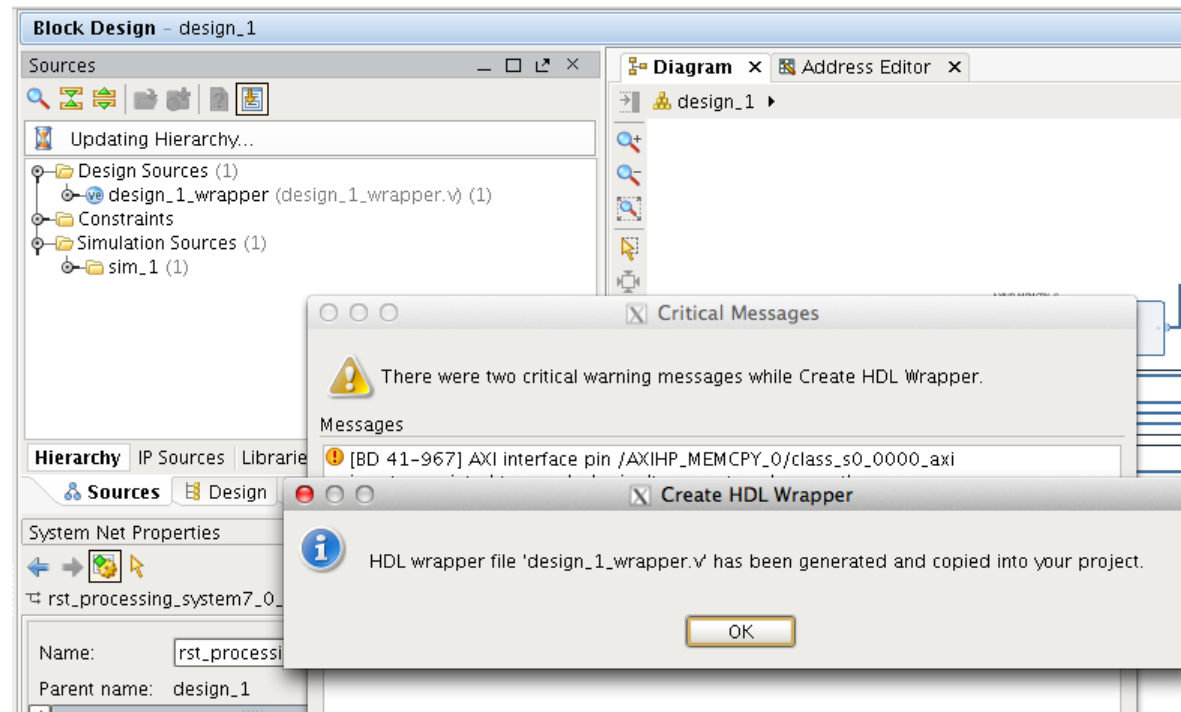 Block Design - design_1
Sources
Diagram
Address Editor
design_1
Updating Hierarchy...
Design Sources (1)
design_1_wrapper (design_1_wrapper.v) (1)
Constraints
Simulation Sources (1)
sim_1 (1)
Critical Messages
There were two critical warning messages while Create HDL Wrapper.
Messages
[BD 41-967] AXI interface pin /AXIHP_MEMCPY_0/class_s0_0000_axi
Hierarchy IP Sources Librarie
Sources Design
Create HDL Wrapper
HDL wrapper file 'design_1_wrapper.v' has been generated and copied into your project.
OK
System Net Properties
rst_processing_system7_0_
Name: rst_processi
Parent name: design_1